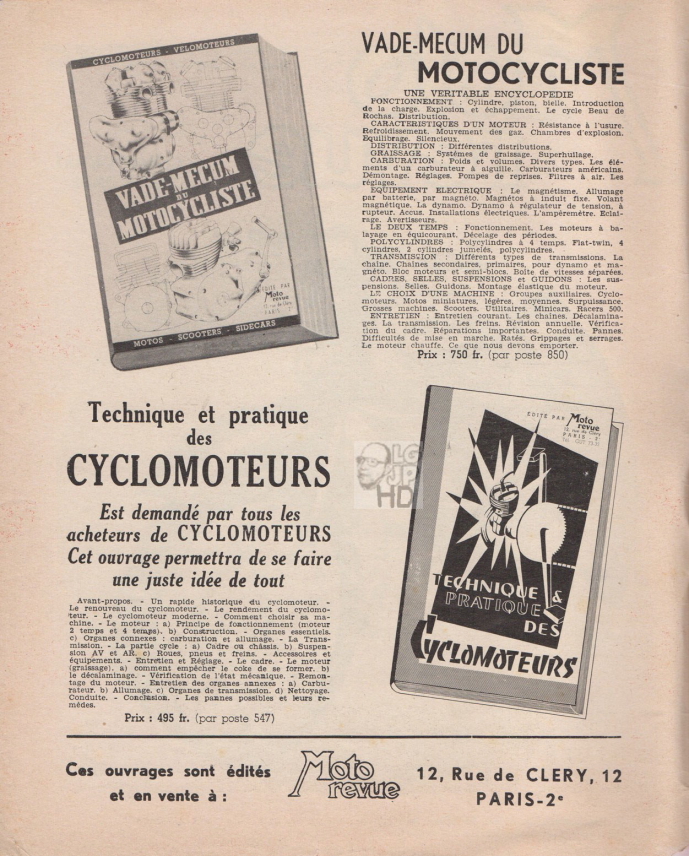 CYCLOMOTEURS - VELOMOTEURS
VADE-MECUM
DU
MOTOCYCLISTE
EDITÉ PAR
Moto
revue
PARIS
MOTOS - SCOOTERS - SIDECARS
VADE-MECUM DU
MOTOCYCLISTE
UNE VERITABLE ENCYCLOPEDIE
FONCTIONNEMENT : Cylindre, piston, bielle. Introduction
de la charge. Explosion et échappement. Le cycle Beau de
Rochas. Distribution.
CARACTERISTIQUES D'UN MOTEUR : Résistance à l'usure.
Refroidissement. Mouvement des gaz. Chambres d'explosion.
Equilibrage. Silencieux.
DISTRIBUTION : Différentes distributions.
GRAISSAGE : Systèmes de graissage. Superhuilage.
CARBURATION : Poids et volumes. Divers types. Les élé-
ments d'un carburateur à aiguille. Carburateurs américains.
Démontage. Réglages. Pompes de reprises. Filtres à air. Les
réglages.
EQUIPEMENT ELECTRIQUE : Le magnétisme. Allumage
par batterie, par magnéto. Magnétos à induit fixe. Volant
magnétique. La dynamo. Dynamo à régulateur de tension, à
rupteur. Accus. Installations électriques. L'ampèremétre. Eclai-
rage. Avertisseurs.
LE DEUX TEMPS : Fonctionnement. Les moteurs à ba-
layage en équicourant. Décelage des périodes.
POLYCYLINDRES : Polycylindres à 4 temps. Flat-twin, 4
cylindres, 2 cylindres jumelés, polycylindres.
TRANSMISSION : Différents types de transmissions. La
chaîne. Chaînes secondaires, primaires, pour dynamo et ma-
gnéto. Bloc moteurs et semi-blocs. Boîte de vitesses séparées.
CADRES, SELLES, SUSPENSIONS et GUIDONS : Les sus-
pensions. Selles. Guidons. Montage élastique du moteur.
LE CHOIX D'UNE MACHINE : Groupes auxiliaires. Cyclo-
moteurs. Motos miniatures, légères, moyennes. Surpuissance.
Grosses machines. Scooters. Utilitaires. Minicars. Racers 500.
ENTRETIEN : Entretien courant. Les chaînes. Décalamina-
ges. La transmission. Les freins. Révision annuelle. Vérifica-
tion du cadre. Réparations importantes. Conduite. Pannes.
Difficultés de mise en marche. Ratés. Grippages et serrages.
Le moteur chauffe. Ce que nous devons emporter.
Prix : 750 fr. (par poste 850)
Technique et pratique
des
CYCLOMOTEURS
Est demandé par tous les
acheteurs de CYCLOMOTEURS
Cet ouvrage permettra de se faire
une juste idée de tout
Avant-propos. - Un rapide historique du cyclomoteur. -
Le renouveau du cyclomoteur. - Le rendement du cyclomo-
teur. - Le cyclomoteur moderne. - Comment choisir sa ma-
chine. - Le moteur : a) Principe de fonctionnement (moteur
2 temps et 4 temps). b) Construction. - Organes essentiels.
c) Organes connexes : carburation et allumage. - La Trans-
mission. - La partie cycle : a) Cadre ou châssis. b) Suspen-
sion AV et AR. c) Roues, pneus et freins. - Accessoires et
équipements. - Entretien et Réglage. - Le cadre. - Le moteur
(graissage). a) comment empêcher le coke de se former. b)
le décalaminage. - Vérification de l'état mécanique. - Remon-
tage du moteur. - Entretien des organes annexes : a) Carbu-
rateur. b) Allumage. c) Organes de transmission. d) Nettoyage.
Conduite. - Conclusion. - Les pannes possibles et leurs re-
mèdes.
Prix : 495 fr. (par poste 547)
LG
JP
HD
EDITÉ PAR Moto
revue
12, rue de Cléry
PARIS - 2e
TECHNIQUE &
PRATIQUE
DES
CYCLOMOTEURS
Ces ouvrages sont édités
et en vente à :
Moto
revue
12, Rue de CLERY, 12
PARIS-2e